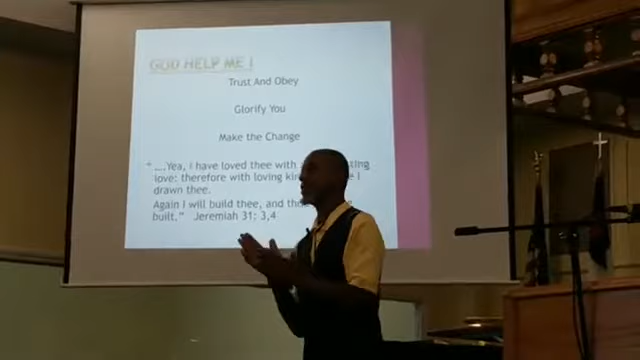 GOD HELP ME !
Trust And Obey
Glorify You
Make the Change
"....Yea, I have loved thee with
love: therefore with loving I
drawn thee.
Again I will build thee, and
built." Jeremiah 31: 3,4